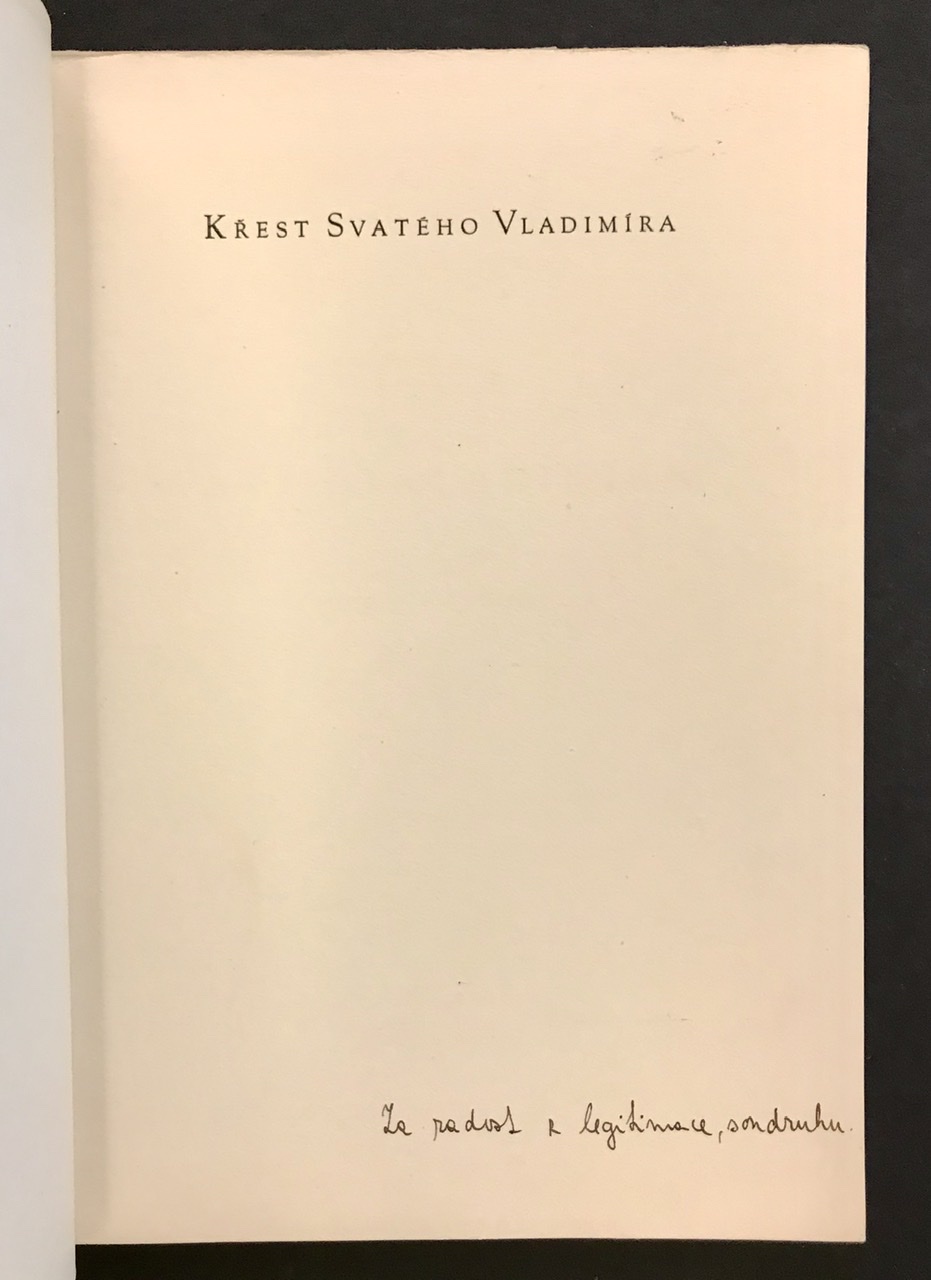 Křest Svatého Vladimíra
Za radost z legitimace, soudruhu.